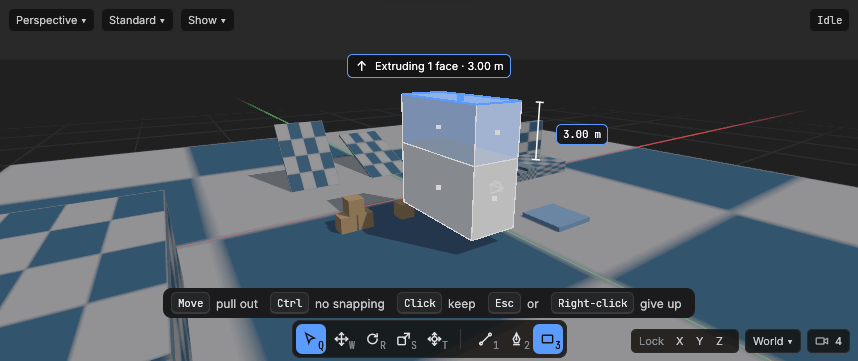 Perspective Standard Show Idle
Extruding 1 face · 3.00 m
3.00 m
Move pull out Ctrl no snapping Click keep Esc or Right-click give up
Q W R S T 1 2 3
Lock X Y Z World 4